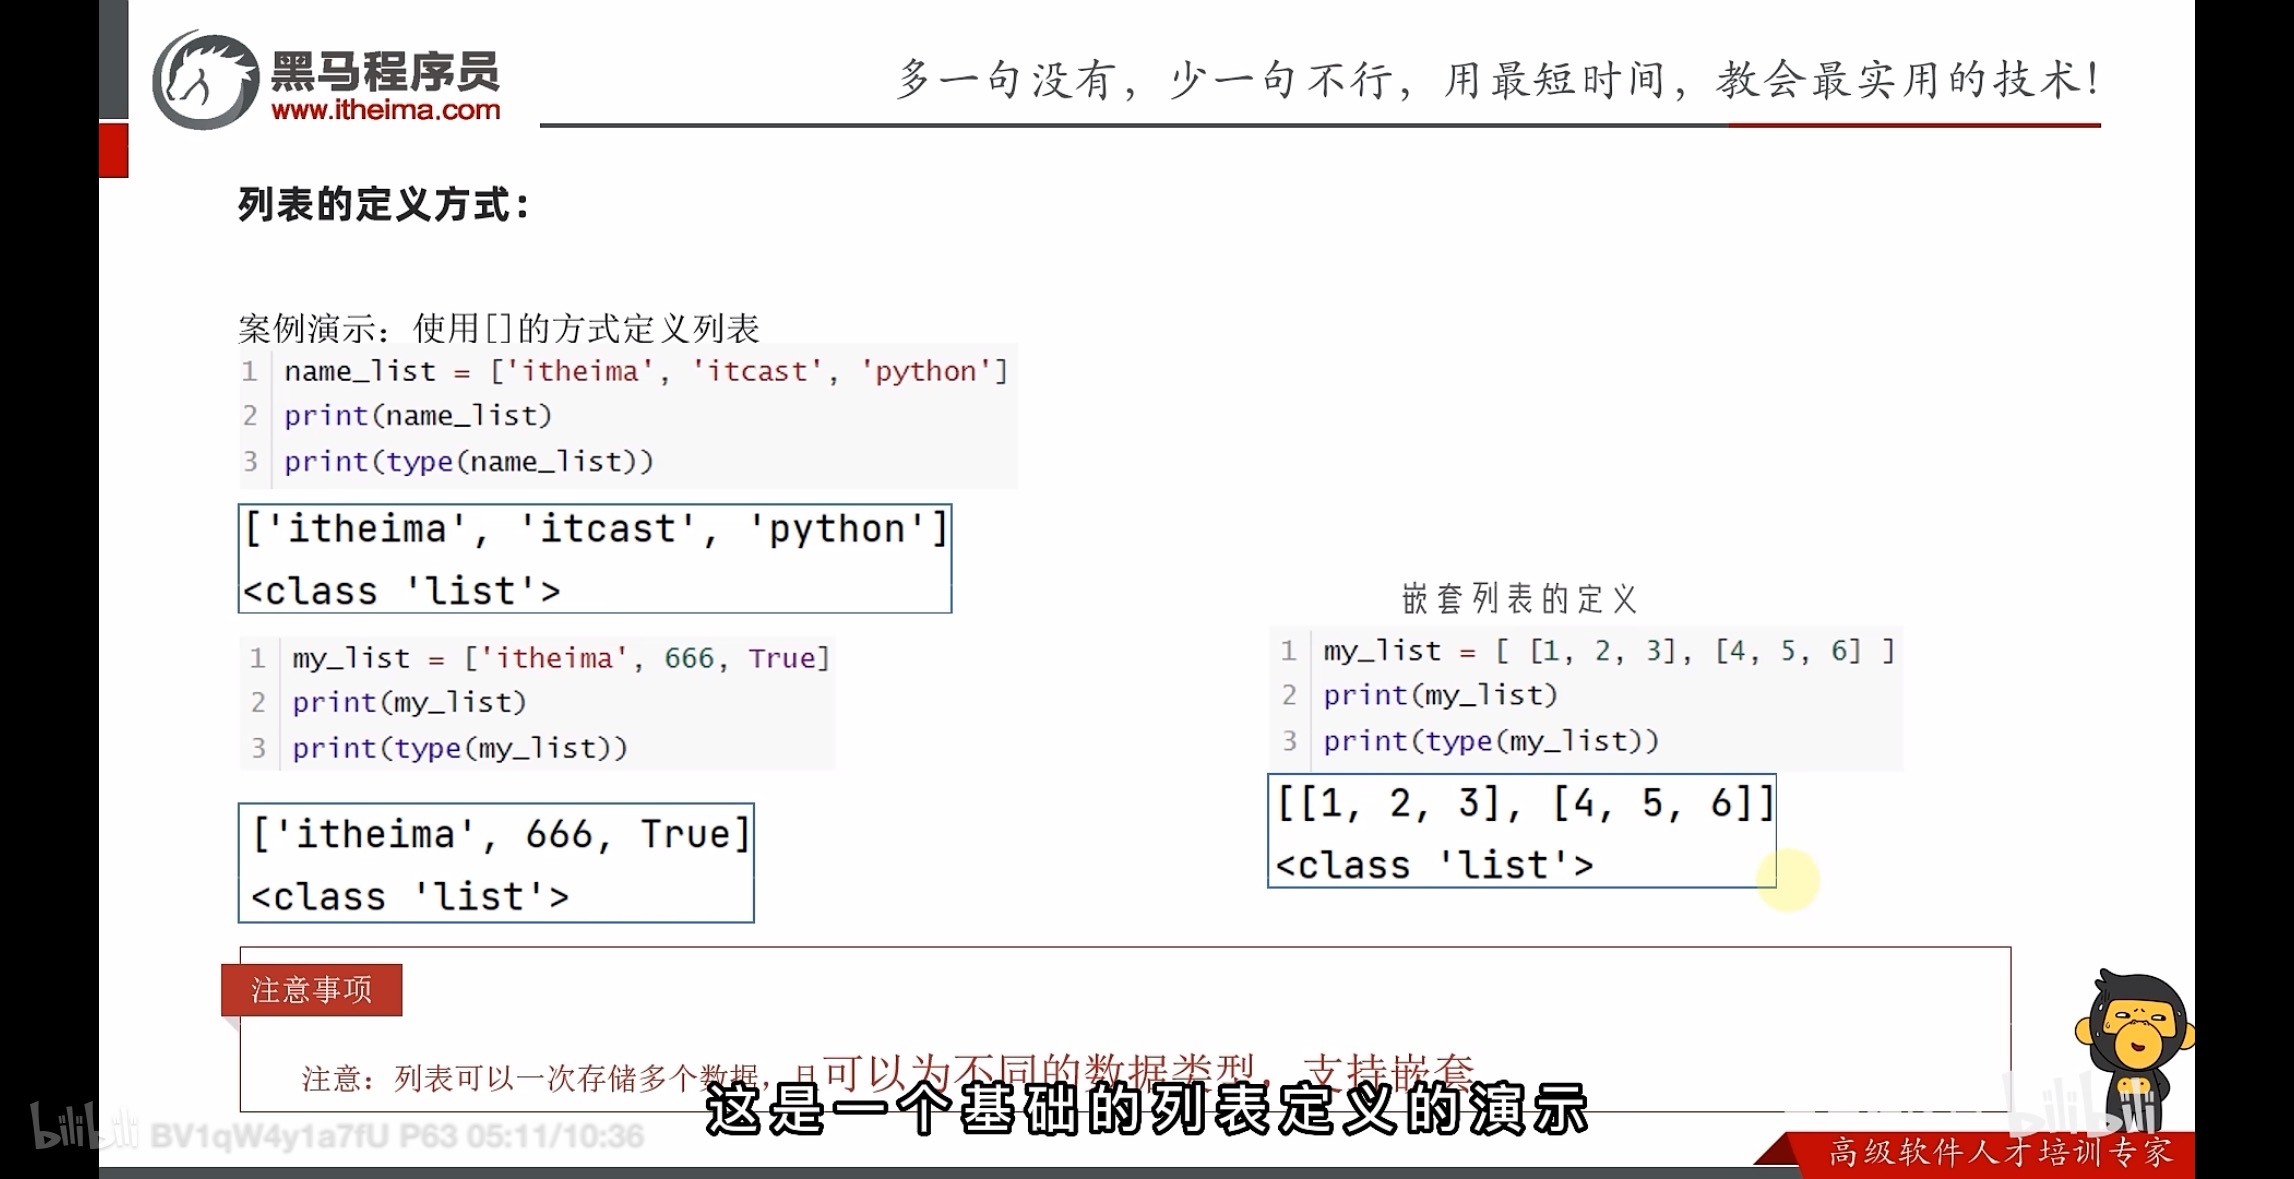 黑马程序员
www.itheima.com
多一句没有，少一句不行，用最短时间，教会最实用的技术！
列表的定义方式：
案例演示：使用[]的方式定义列表
1 name_list = ['itheima', 'itcast', 'python']
2 print(name_list)
3 print(type(name_list))
['itheima', 'itcast', 'python']
<class 'list'>
1 my_list = ['itheima', 666, True]
2 print(my_list)
3 print(type(my_list))
['itheima', 666, True]
<class 'list'>
嵌套列表的定义
1 my_list = [ [1, 2, 3], [4, 5, 6] ]
2 print(my_list)
3 print(type(my_list))
[[1, 2, 3], [4, 5, 6]]
<class 'list'>
注意事项
注意：列表可以一次存储多个数据，且可以为不同的数据类型，支持嵌套
这是一个基础的列表定义的演示
bilibili BV1qW4y1a7fU P63 05:11/10:36
bilibili
高级软件人才培训专家